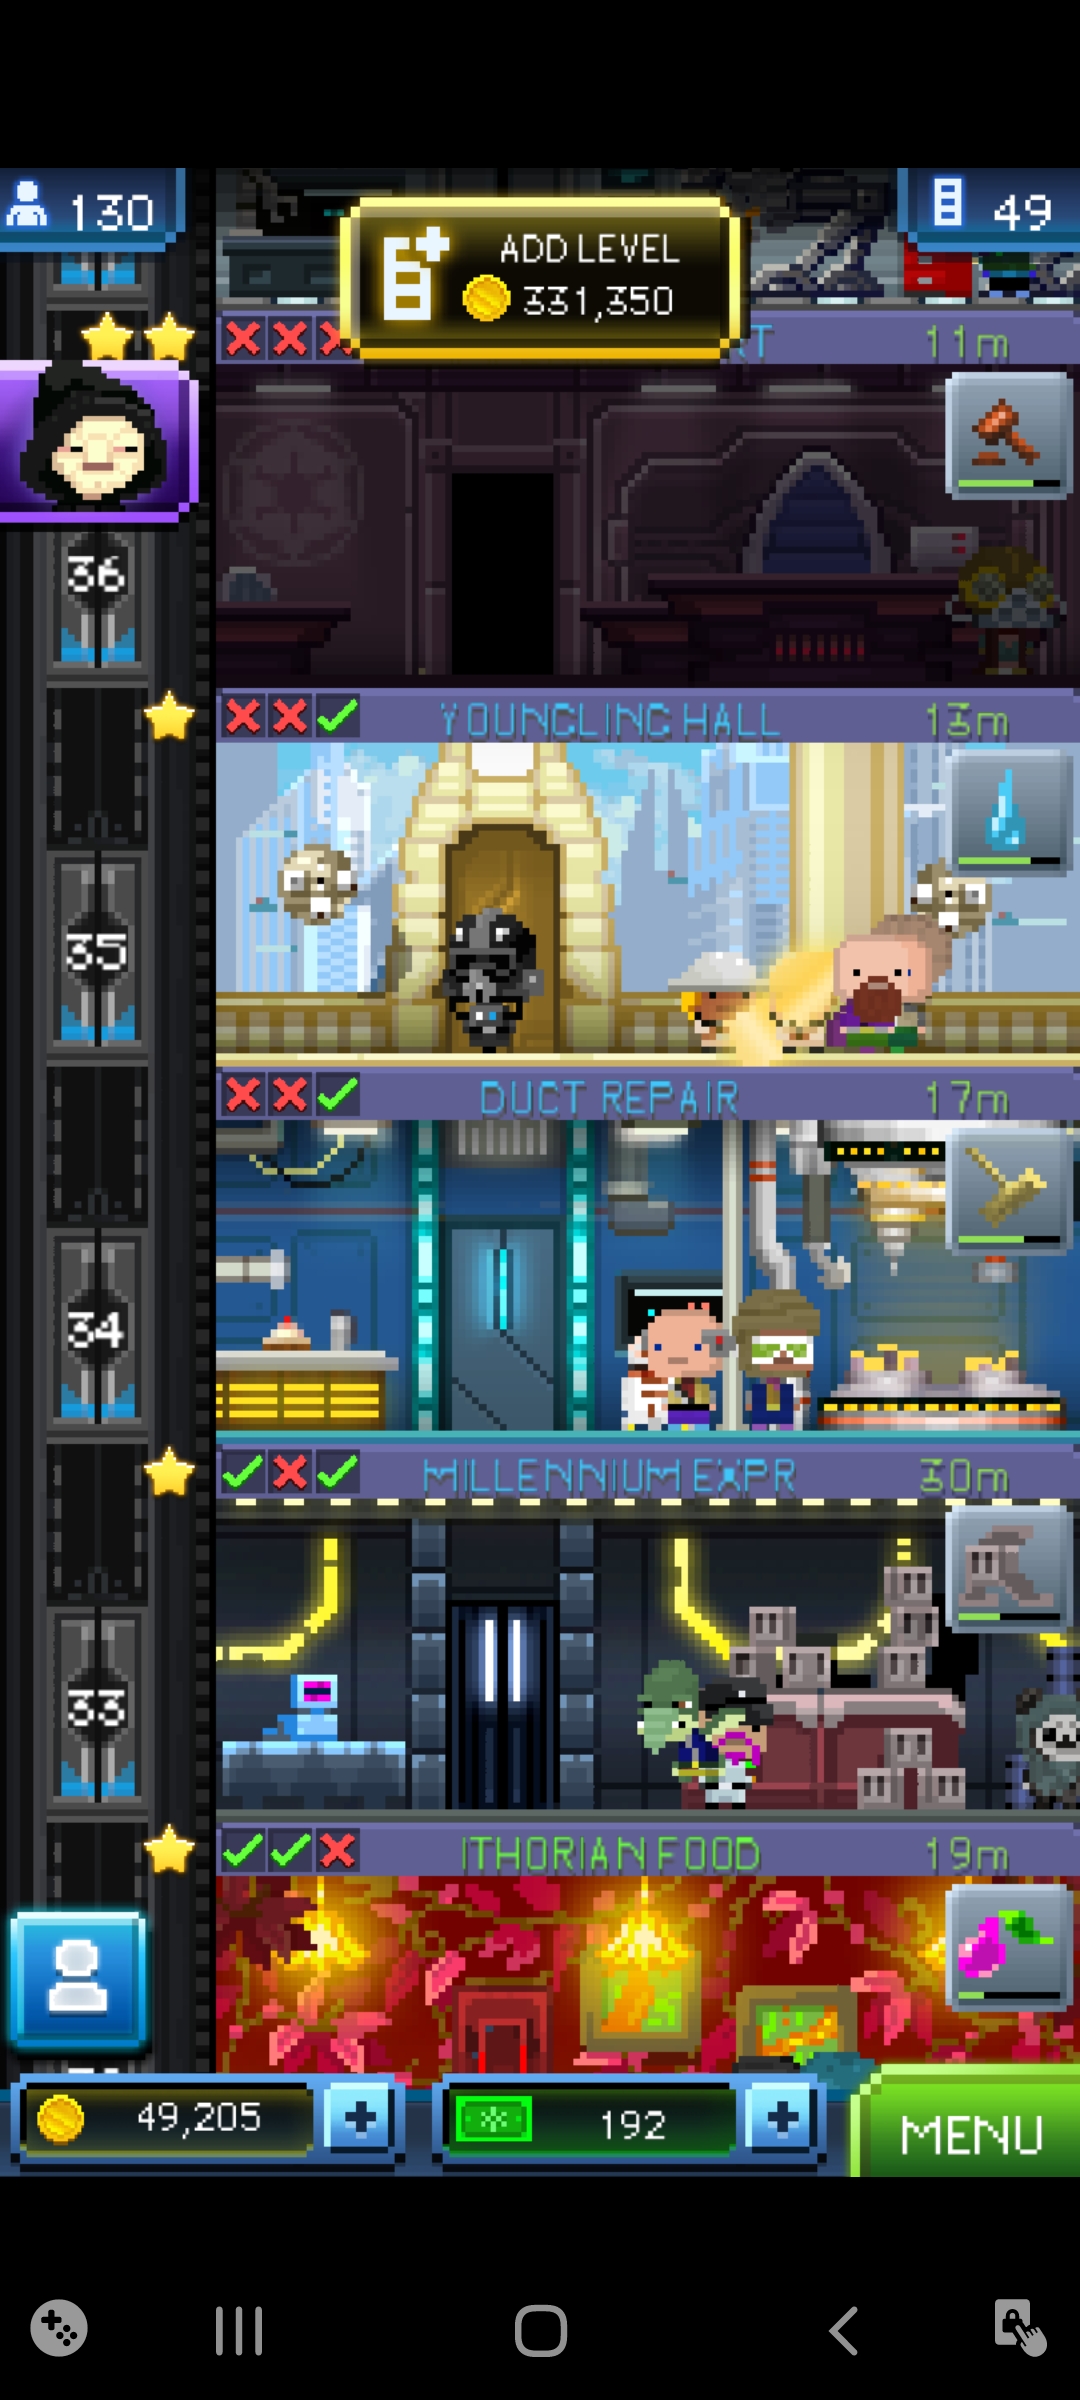 130
49
ADD LEVEL
331,350
11m
36
YOUNGLING HALL 13m
35
DUCT REPAIR 17m
34
MILLENNIUM EXPR 30m
33
ITHORIAN FOOD 19m
49,205
192
MENU